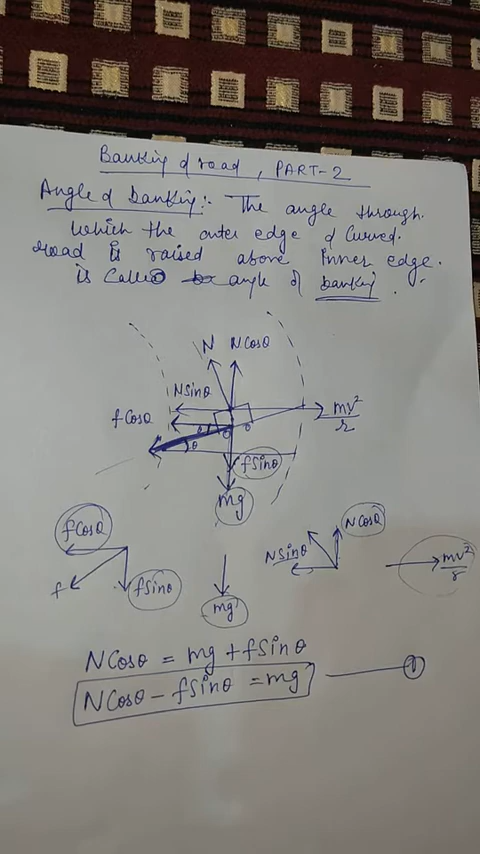 Banking of road, PART-2
Angle of banking:- The angle through
which the outer edge of Curved
road is raised above inner edge.
is called angle of banking.
N NCosθ
NSinθ
fCosθ
mv²/r
θ θ θ
θ
fSinθ
mg
fCosθ
NCosθ
NSinθ
mv²/r
f
fSinθ
mg
NCosθ = mg + fSinθ
NCosθ - fSinθ = mg 1